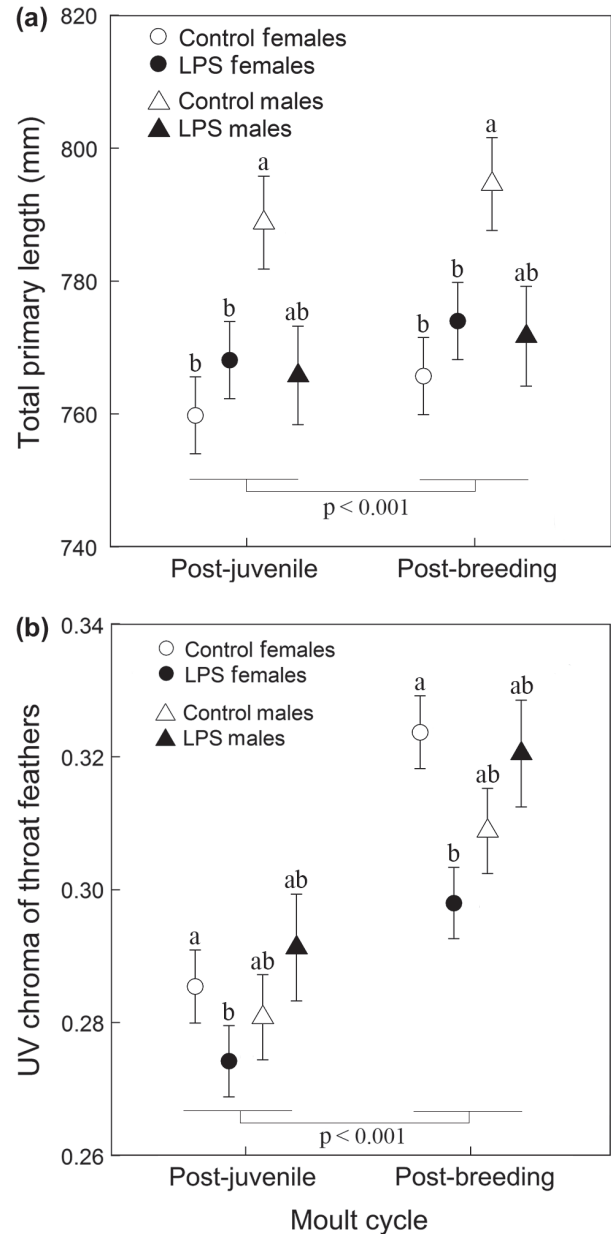 (a)
820
800
780
760
740
Total primary length (mm)
Control females
LPS females
Control males
LPS males
b
b
a
ab
b
b
a
ab
p < 0.001
Post-juvenile
Post-breeding
(b)
0.34
0.32
0.30
0.28
0.26
UV chroma of throat feathers
Control females
LPS females
Control males
LPS males
a
b
ab
ab
a
b
ab
ab
p < 0.001
Post-juvenile
Post-breeding
Moult cycle